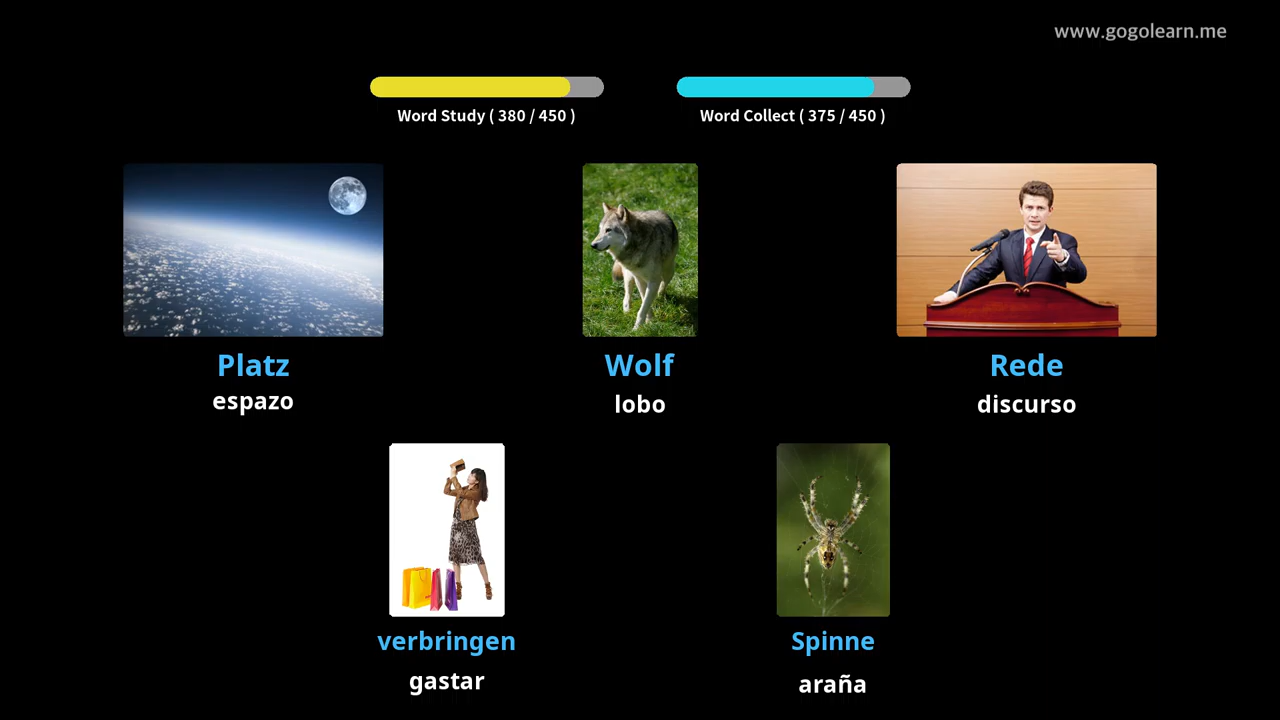 www.gogolearn.me
Word Study ( 380 / 450 )
Word Collect ( 375 / 450 )
Platz
espazo
Wolf
lobo
Rede
discurso
verbringen
gastar
Spinne
araña